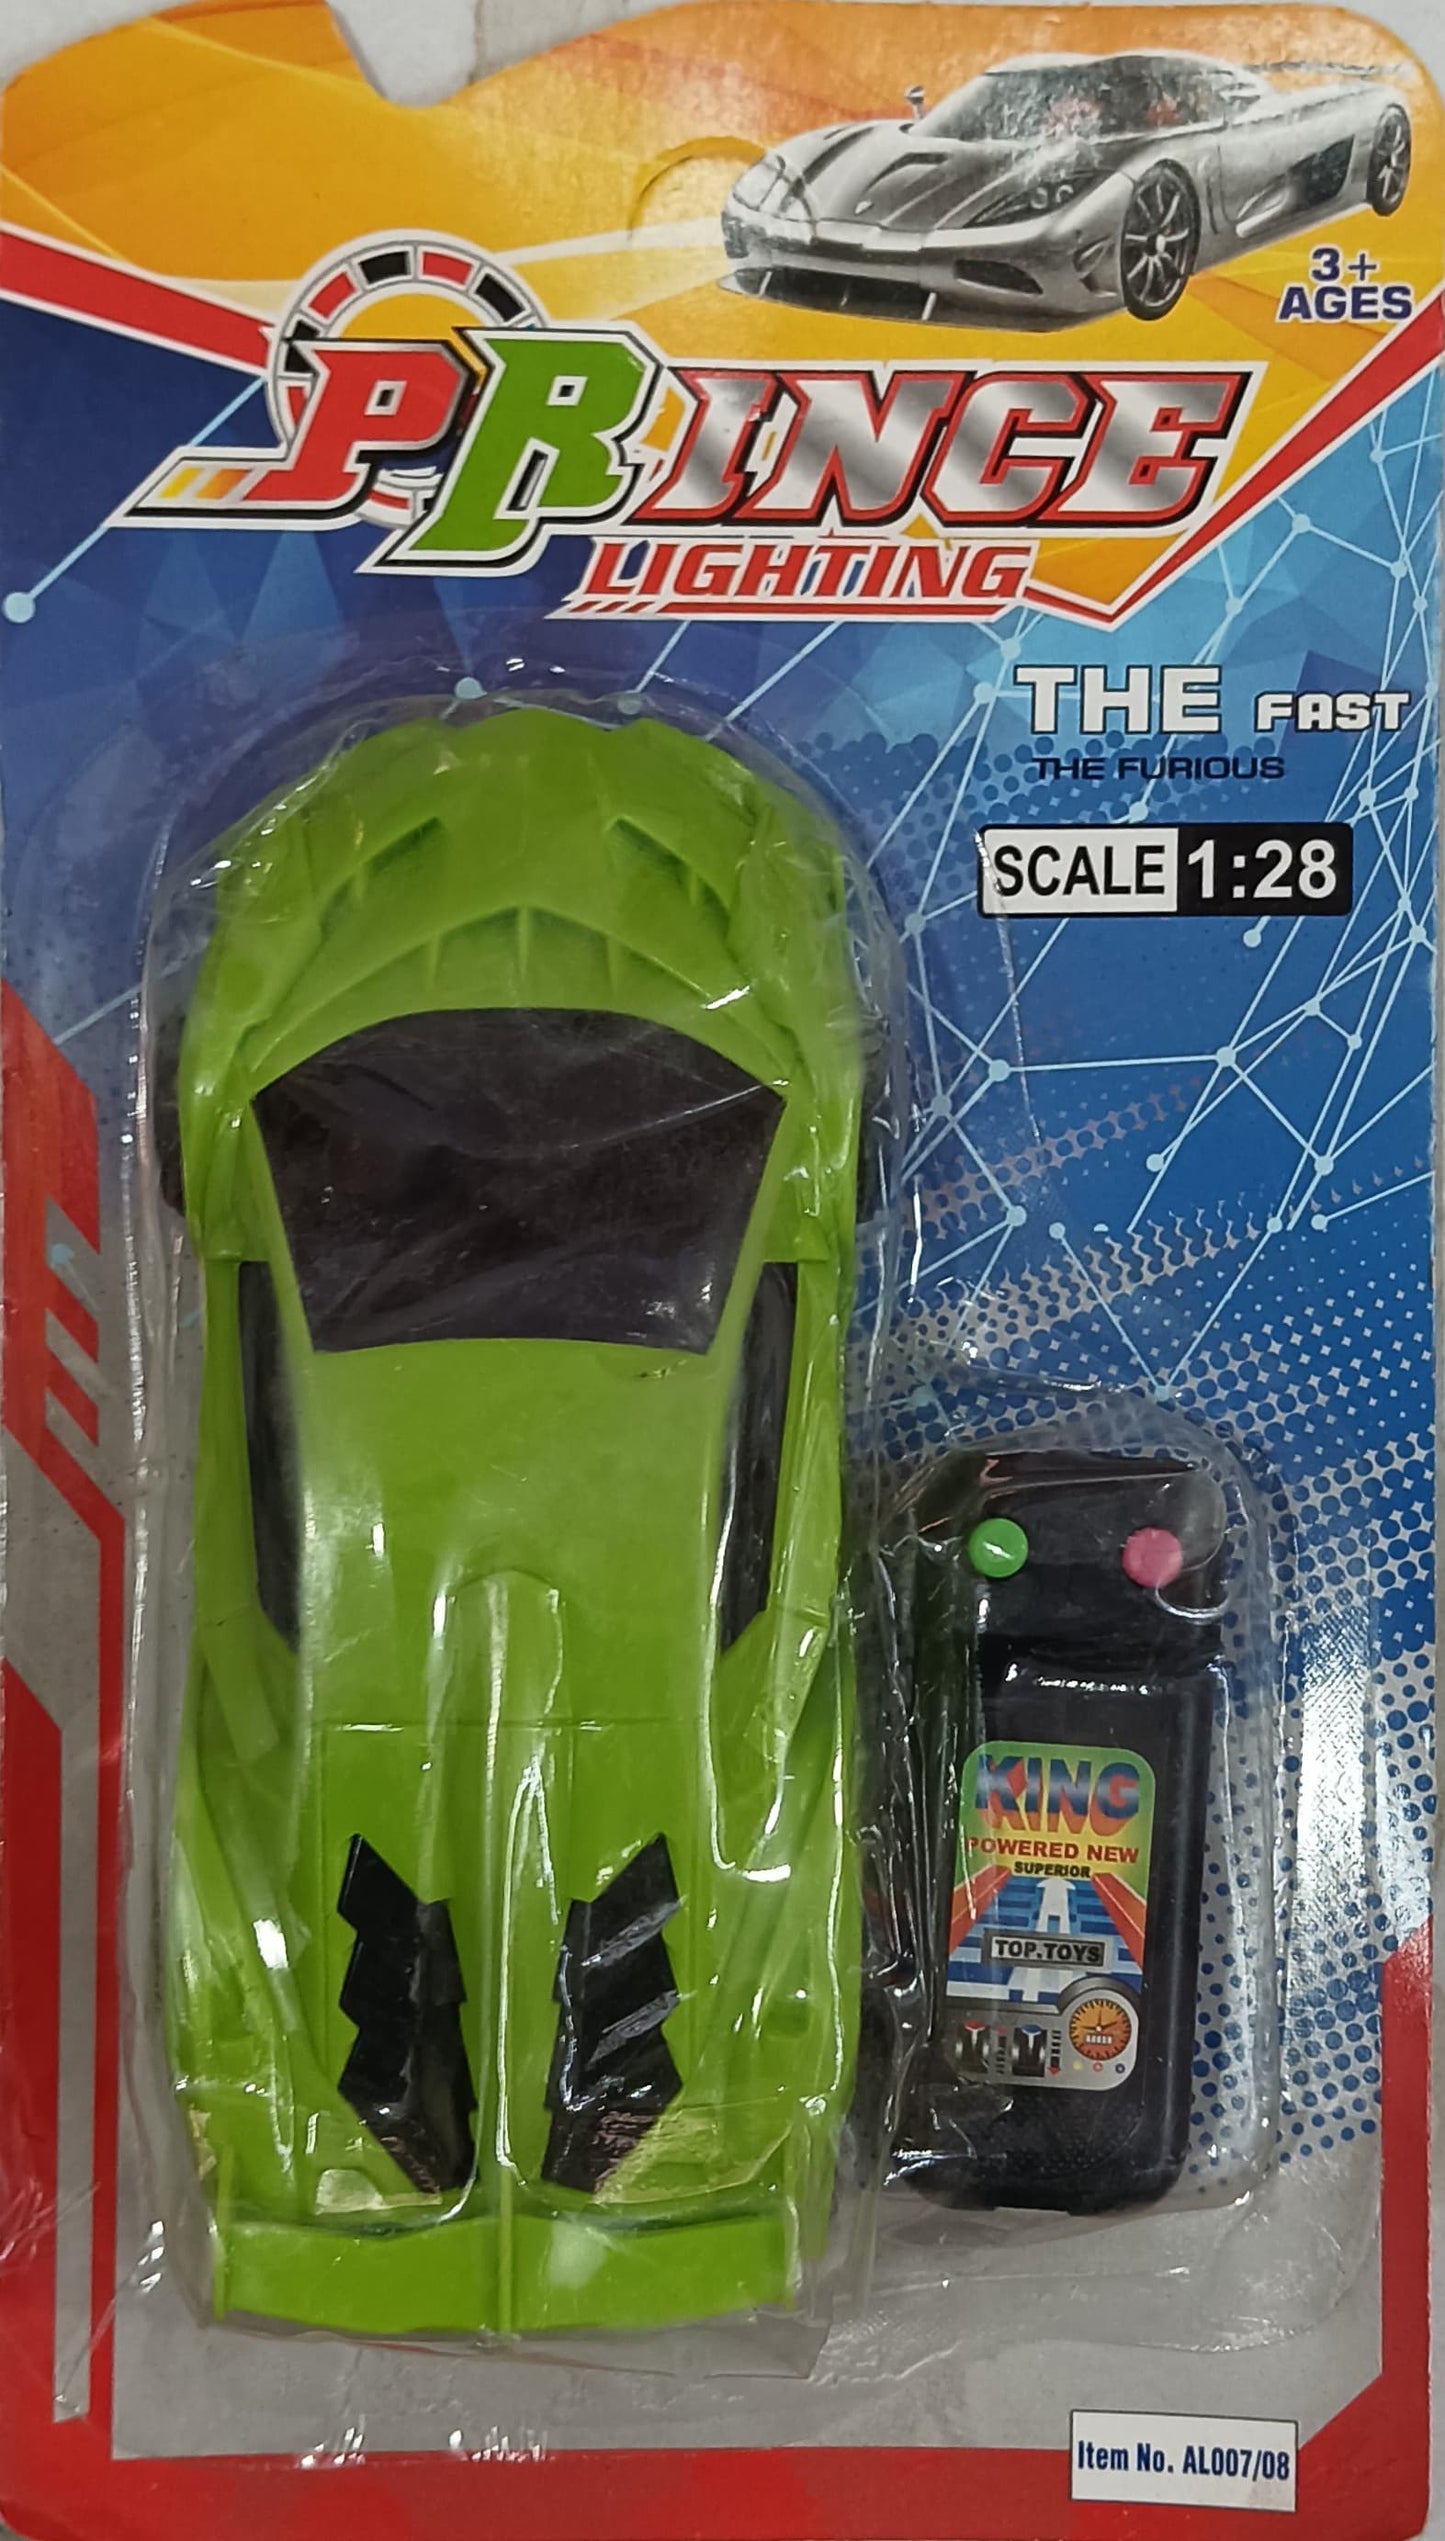 3+
AGES
PRINCE
LIGHTING
THE FAST
THE FURIOUS
SCALE 1:28
KING
POWERED NEW
SUPERIOR
TOP.TOYS
Item No. AL007/08